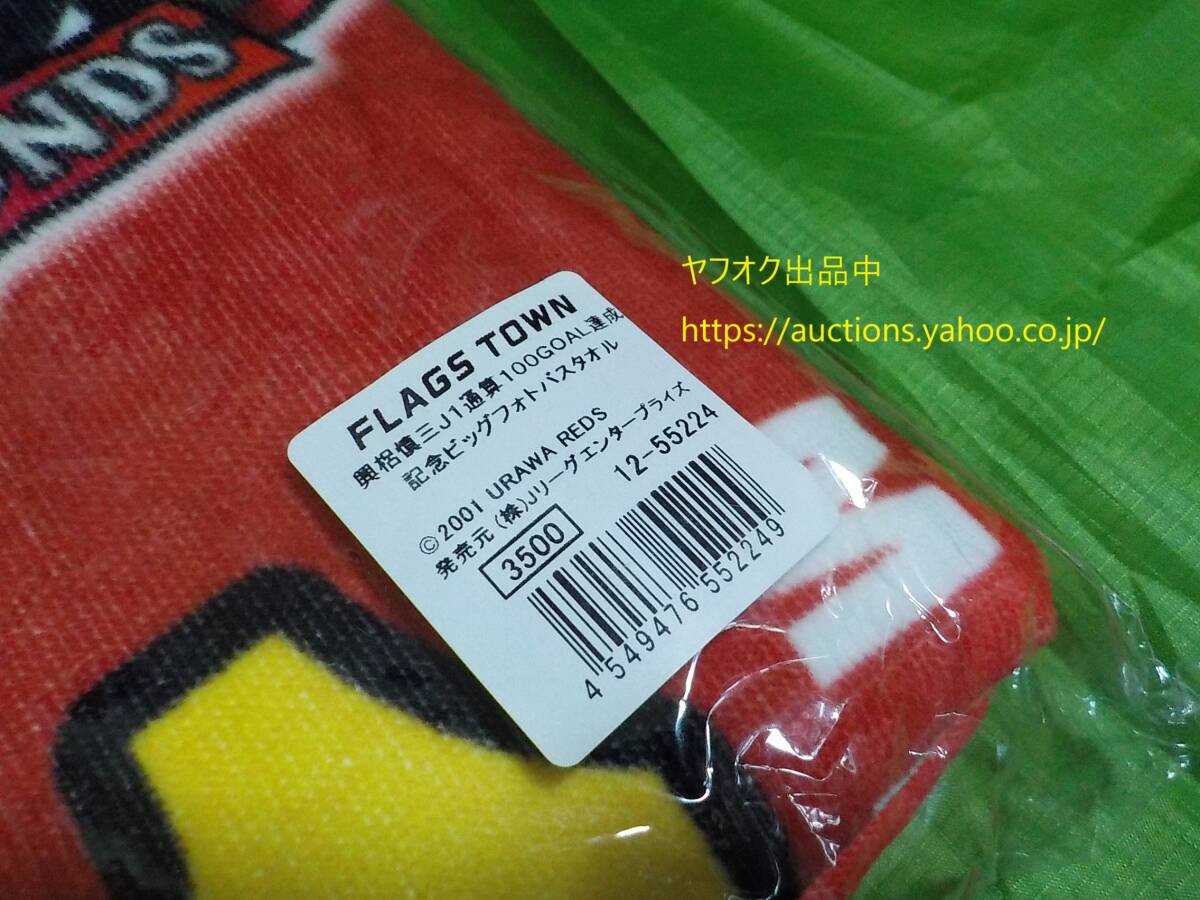 NDS
ヤフオク出品中
https://auctions.yahoo.co.jp/
FLAGS TOWN
興梠慎三J1通算100GOAL達成
記念ビッグフォトバスタオル
©2001 URAWA REDS
発売元 (株)Jリーグエンタープライズ
12-55224
3500
4 549476 552249